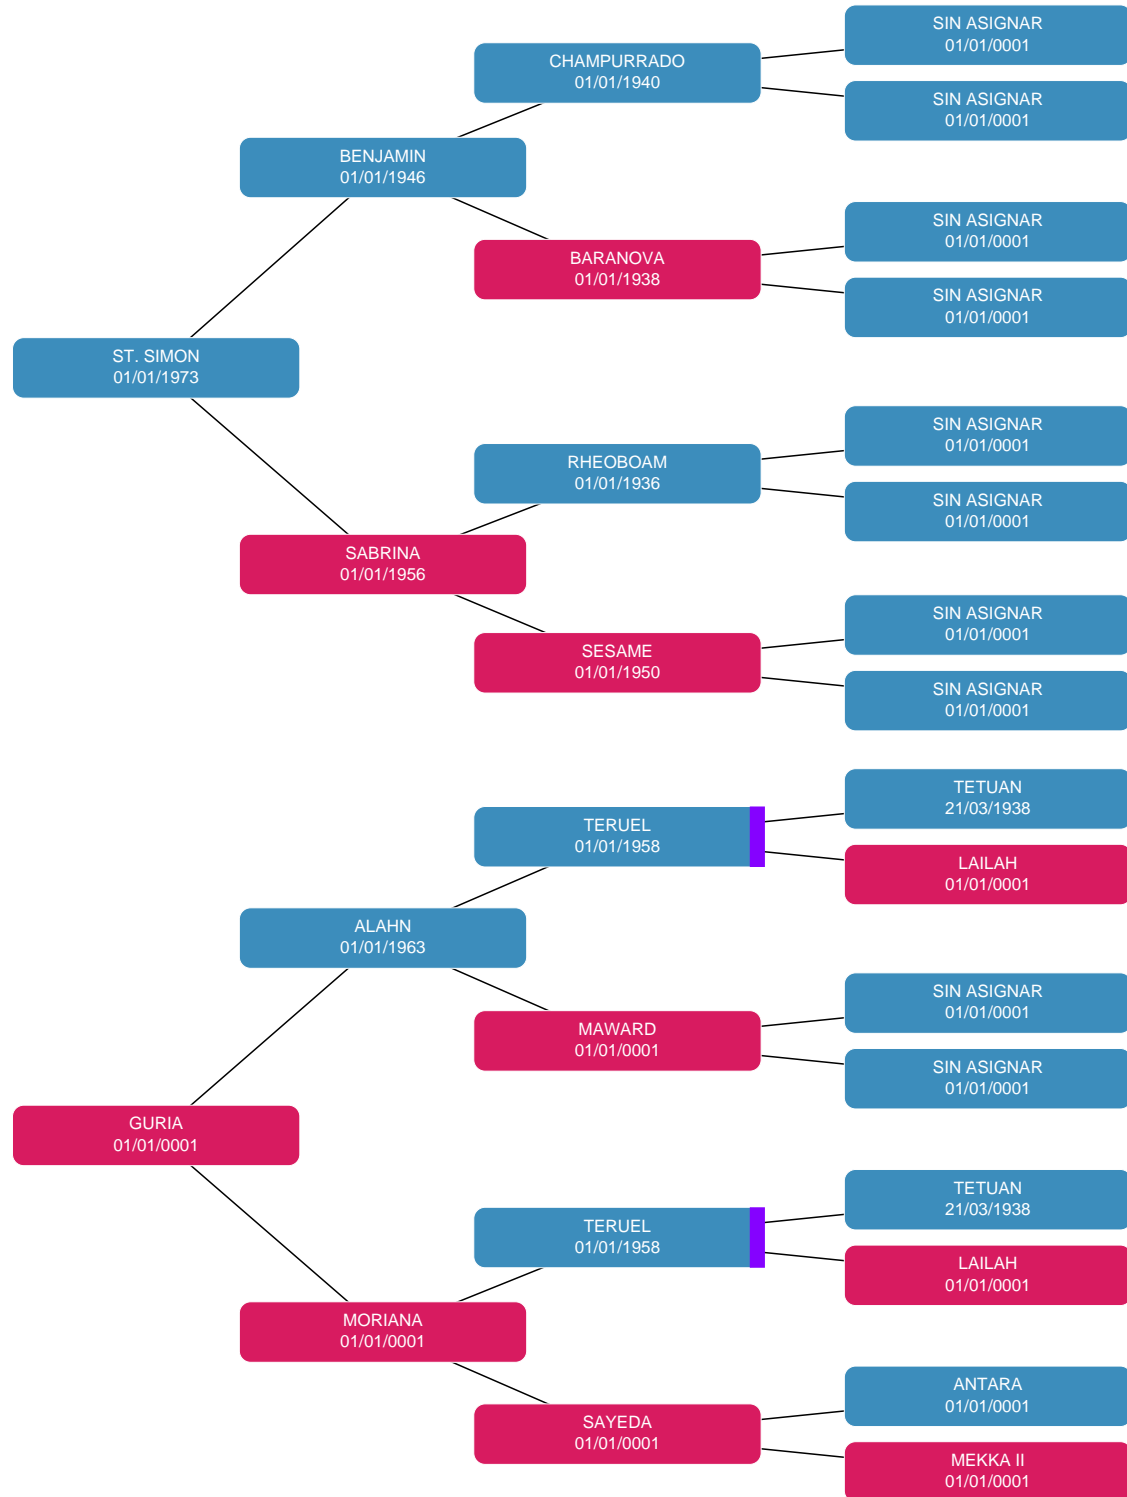 SIN ASIGNAR
01/01/0001
CHAMPURRADO
01/01/1940
SIN ASIGNAR
01/01/0001
BENJAMIN
01/01/1946
SIN ASIGNAR
01/01/0001
BARANOVA
01/01/1938
SIN ASIGNAR
01/01/0001
ST. SIMON
01/01/1973
SIN ASIGNAR
01/01/0001
RHEOBOAM
01/01/1936
SIN ASIGNAR
01/01/0001
SABRINA
01/01/1956
SIN ASIGNAR
01/01/0001
SESAME
01/01/1950
SIN ASIGNAR
01/01/0001
TETUAN
21/03/1938
TERUEL
01/01/1958
LAILAH
01/01/0001
ALAHN
01/01/1963
SIN ASIGNAR
01/01/0001
MAWARD
01/01/0001
SIN ASIGNAR
01/01/0001
GURIA
01/01/0001
TETUAN
21/03/1938
TERUEL
01/01/1958
LAILAH
01/01/0001
MORIANA
01/01/0001
ANTARA
01/01/0001
SAYEDA
01/01/0001
MEKKA II
01/01/0001